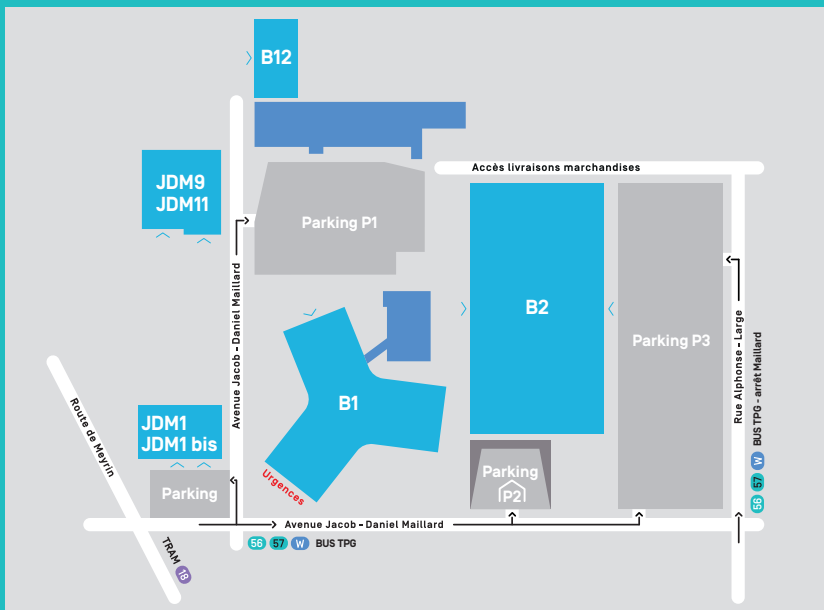 B12
Accès livraisons marchandises
JDM9
JDM11
Parking P1
Avenue Jacob - Daniel Maillard
B2
Parking P3
Rue Alphonse - Large
BUS TPG - arrêt Maillard
56 57 W
B1
Urgences
JDM1
JDM1 bis
Route de Meyrin
Parking
Parking
P2
Avenue Jacob - Daniel Maillard
56 57 W BUS TPG
TRAM 18